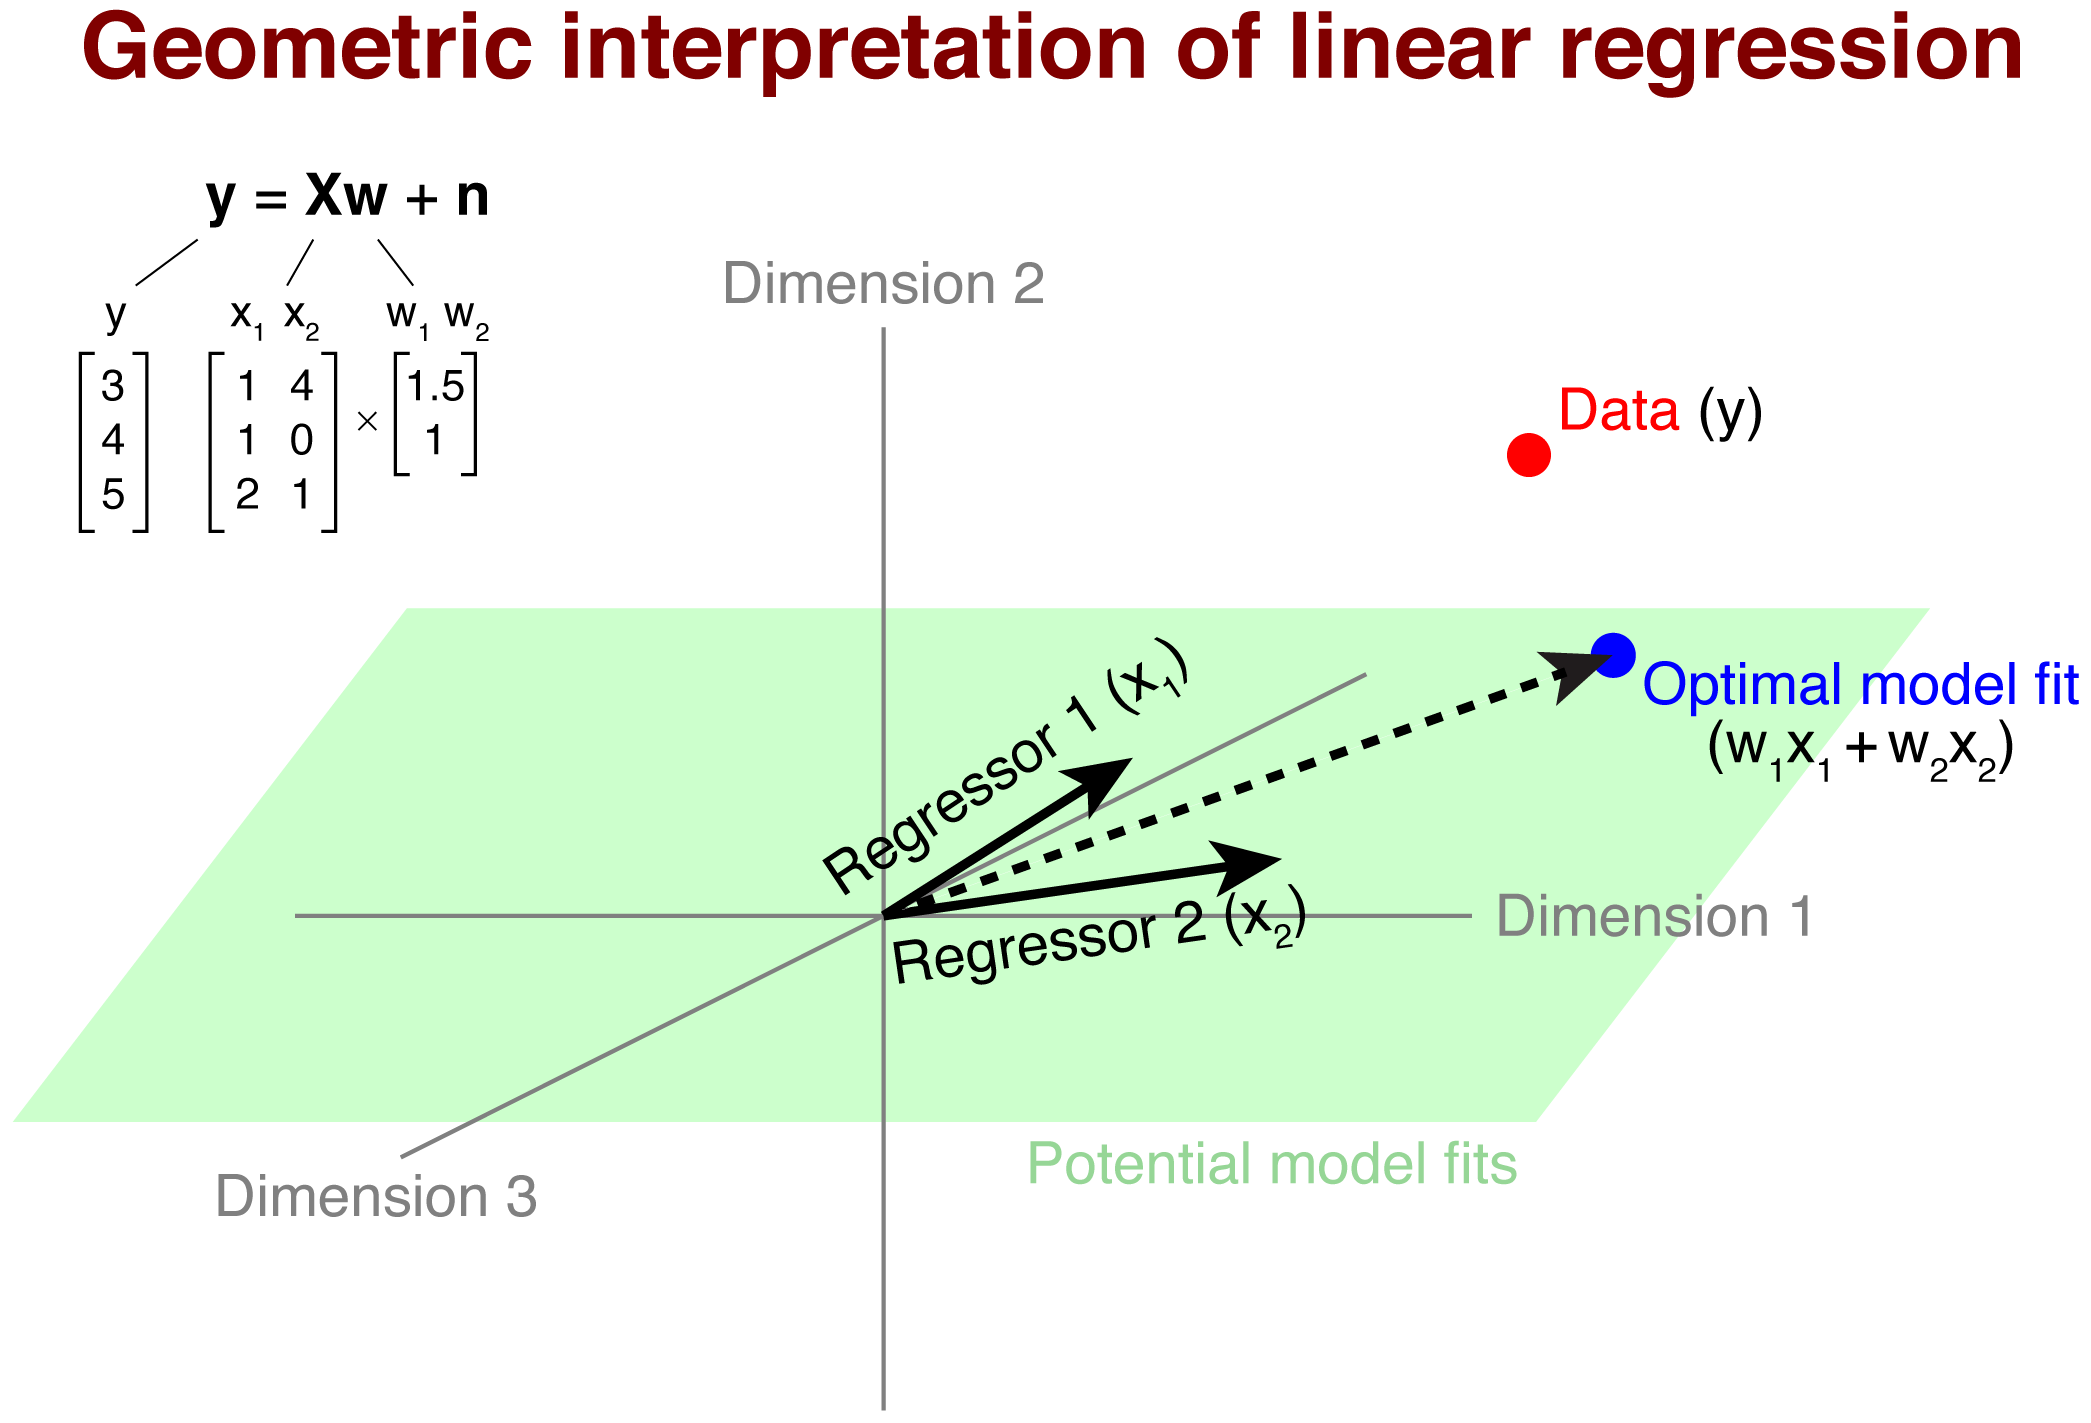 Geometric interpretation of linear regression
y = Xw + n
y x₁ x₂ w₁ w₂
3 1 4 × 1.5
4 1 0 1
5 2 1
Dimension 2
Data (y)
Regressor 1 (x₁)
Optimal model fit
(w₁x₁ + w₂x₂)
Regressor 2 (x₂)
Dimension 1
Potential model fits
Dimension 3